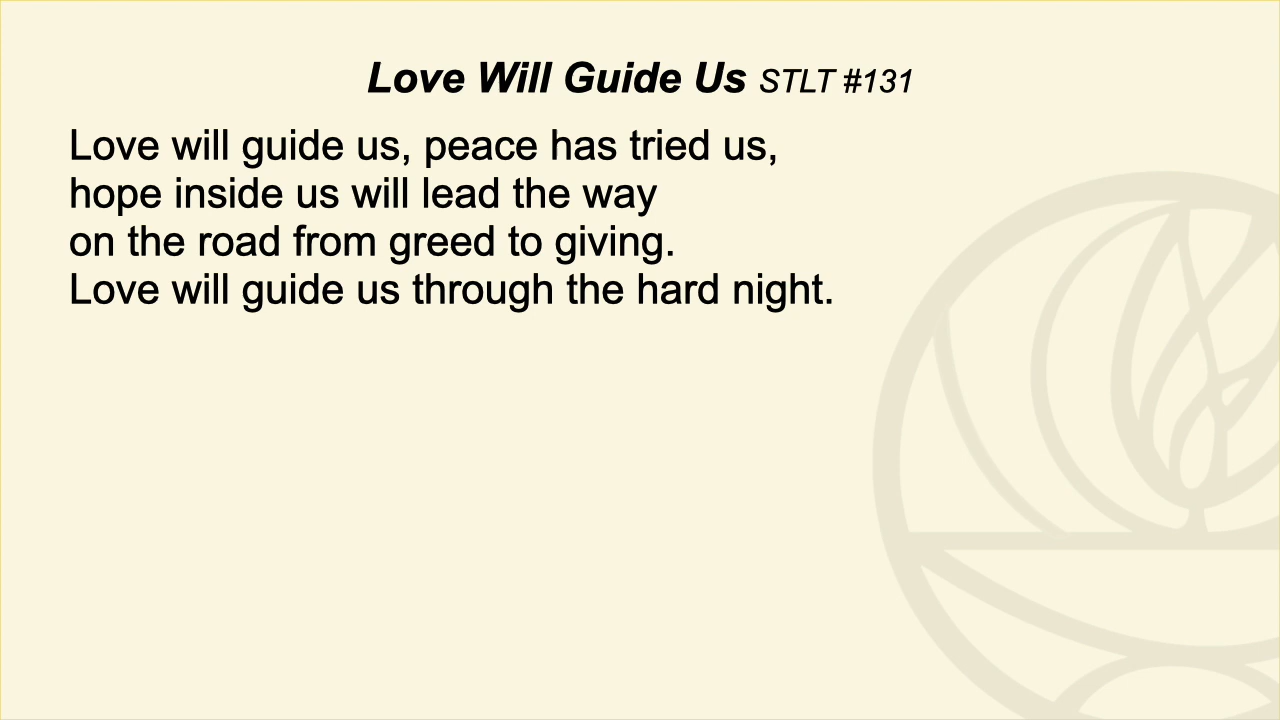 Love Will Guide Us STLT #131
Love will guide us, peace has tried us,
hope inside us will lead the way
on the road from greed to giving.
Love will guide us through the hard night.